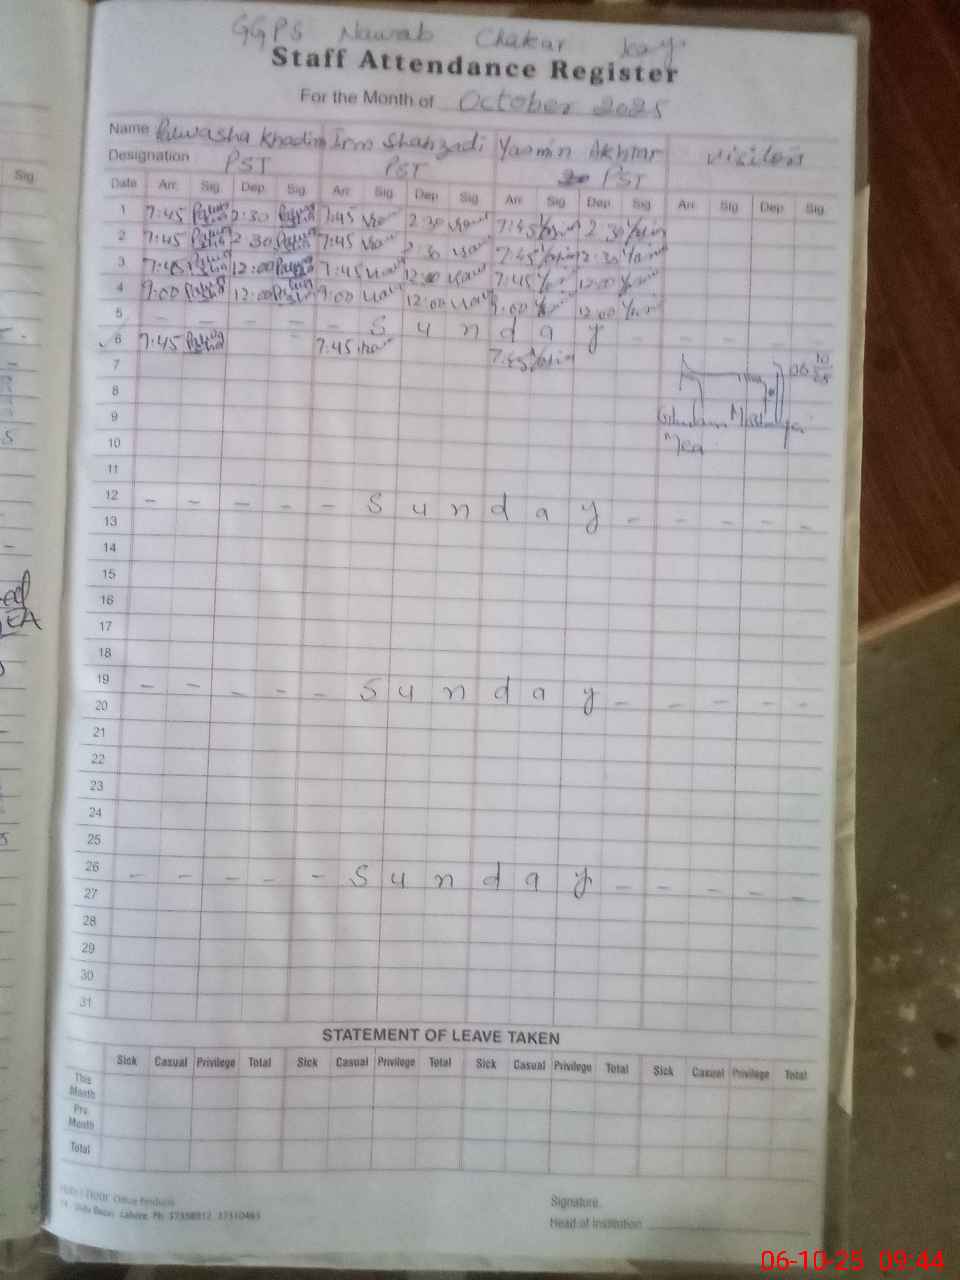 GGPS Nawab Chakar
Staff Attendance Register
For the Month of October 2025
Name Khadim Irm Shahzadi Yasmin Akhtar Visitors
Designation PST PST PST
Date Arr. Sig. Dep. Sig. Arr. Sig. Dep. Sig. Arr. Sig. Dep. Sig. Arr. Sig. Dep. Sig.
1 7:45 2:30 7:45 2:30 7:45 2:30
2 7:45 2:30 7:45 2:30 7:45 2:30
3 7:45 12:00 7:45 12:00 7:45 12:00
4 9:00 12:00 9:00 12:00 9:00 12:00
5 - - - - - S u n d a y - - - - -
6 7:45 7:45 7:45
7 06
8
9
10
11
12 - - - - - S u n d a y - - - - -
13
14
15
16
17
18
19 - - - - - S u n d a y - - - - -
20
21
22
23
24
25
26 - - - - - S u n d a y - - - - -
27
28
29
30
31
STATEMENT OF LEAVE TAKEN
Sick Casual Privilege Total Sick Casual Privilege Total Sick Casual Privilege Total Sick Casual Privilege Total
This Month
Pre. Month
Total
Signature
Head of Institution
06-10-25 09:44